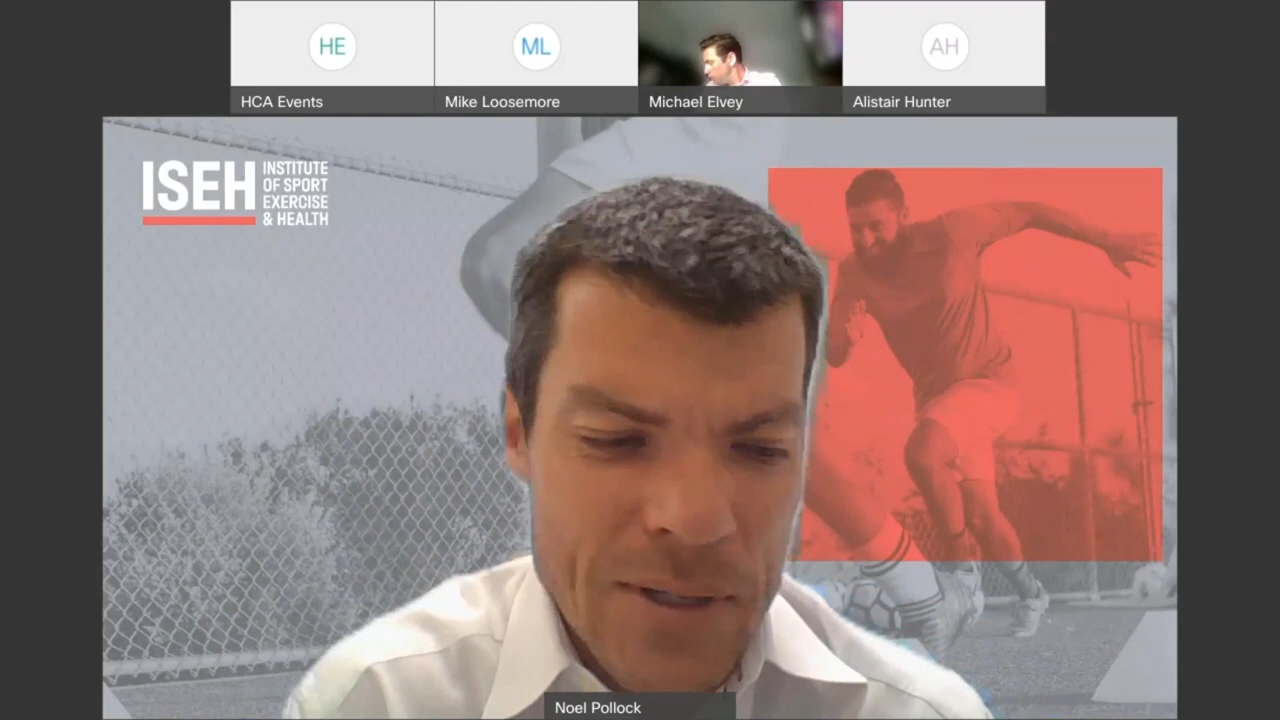 HE
ML
AH
HCA Events
Mike Loosemore
Michael Elvey
Alistair Hunter
ISEH
INSTITUTE
OF SPORT
EXERCISE
& HEALTH
Noel Pollock